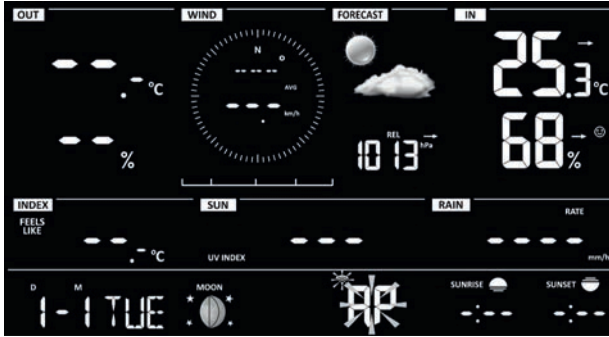 OUT
WIND
FORECAST
IN
N
--.- °C
---- °
AVG
---.- km/h
25.3 °C
--%
REL
1013 hPa
68%
INDEX
SUN
RAIN
FEELS LIKE
RATE
--.- °C
UV INDEX
---
----
mm/h
D M
1-1 TUE
MOON
AP
SUNRISE
-:--
SUNSET
-:--